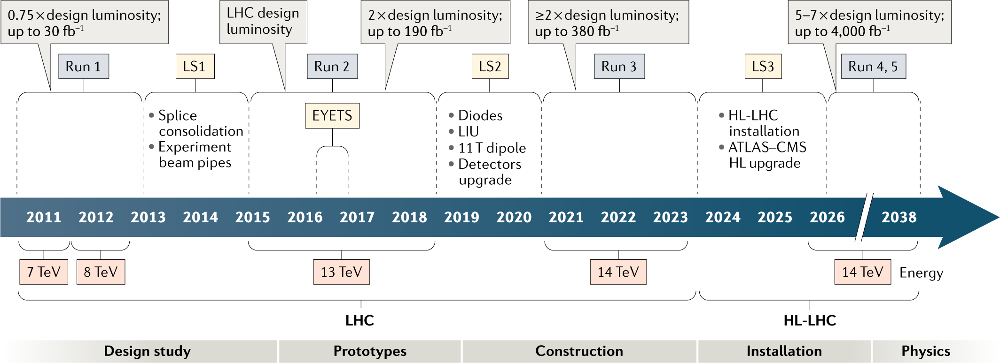 0.75×design luminosity;
up to 30 fb⁻¹
LHC design
luminosity
2×design luminosity;
up to 190 fb⁻¹
≥2×design luminosity;
up to 380 fb⁻¹
5–7×design luminosity;
up to 4,000 fb⁻¹
Run 1
LS1
Run 2
LS2
Run 3
LS3
Run 4, 5
• Splice
consolidation
• Experiment
beam pipes
EYETS
• Diodes
• LIU
• 11 T dipole
• Detectors
upgrade
• HL-LHC
installation
• ATLAS–CMS
HL upgrade
2011 2012 2013 2014 2015 2016 2017 2018 2019 2020 2021 2022 2023 2024 2025 2026 // 2038
7 TeV
8 TeV
13 TeV
14 TeV
14 TeV
Energy
LHC
HL-LHC
Design study
Prototypes
Construction
Installation
Physics